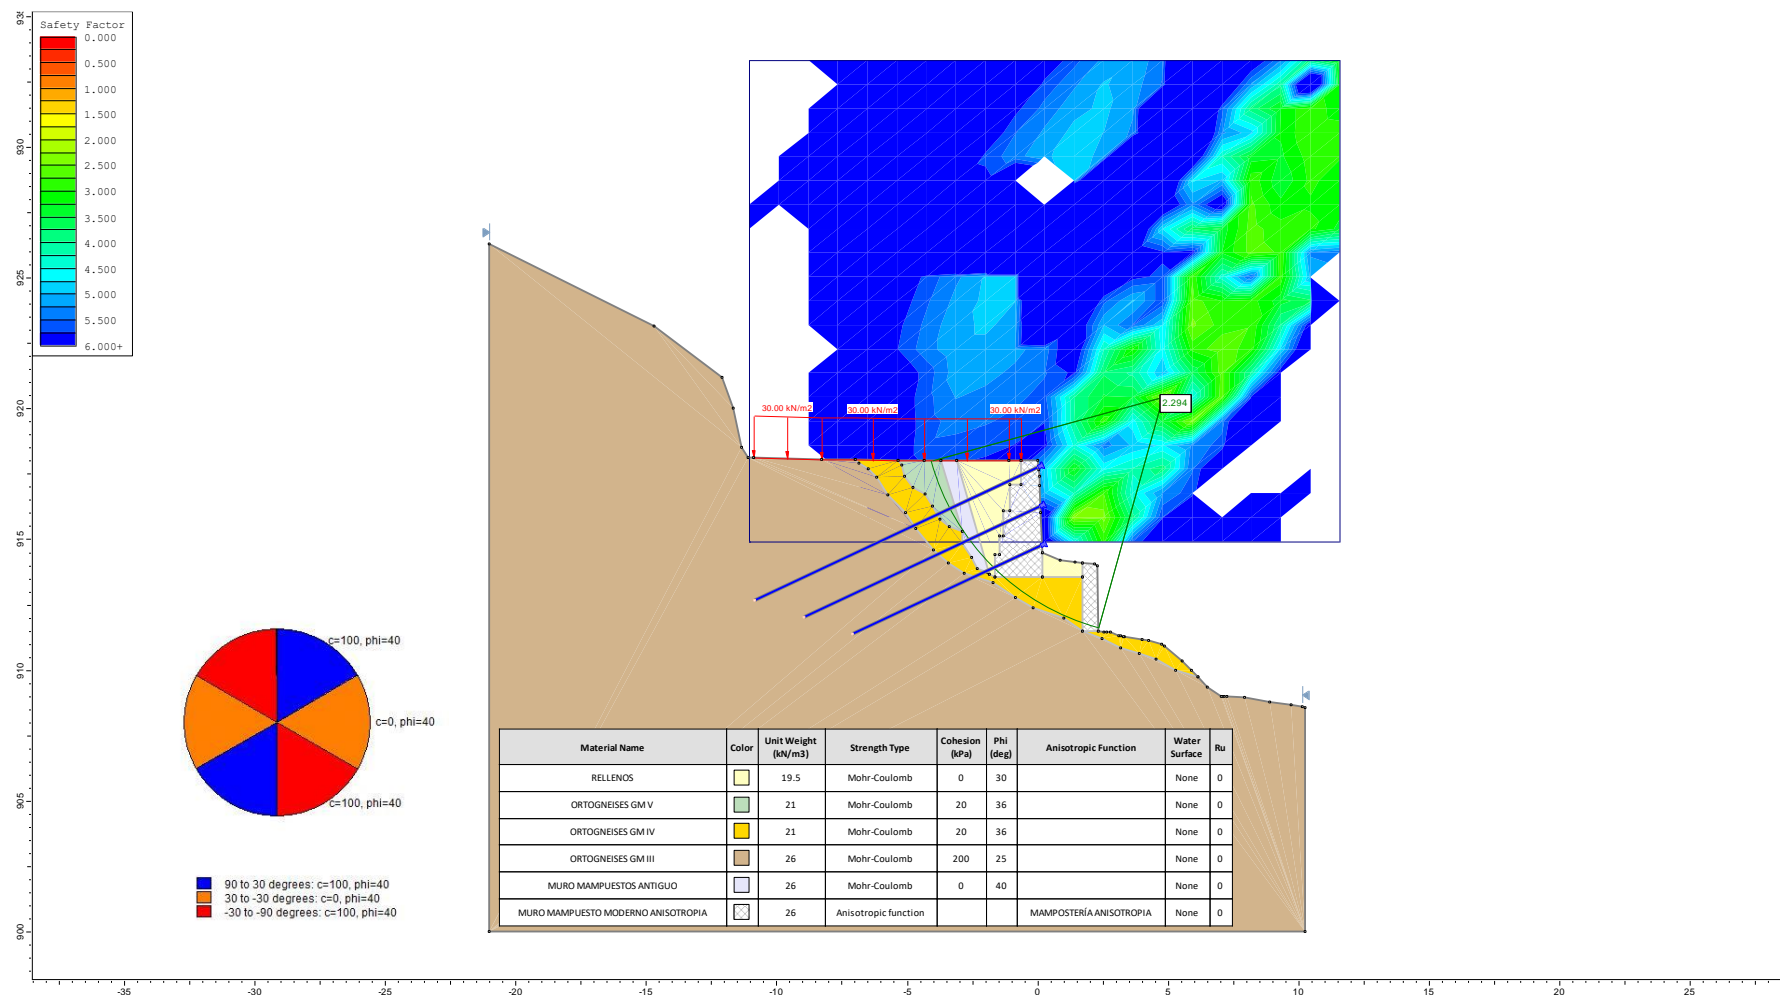 Safety Factor
0.000
0.500
1.000
1.500
2.000
2.500
3.000
3.500
4.000
4.500
5.000
5.500
6.000+
930
925
920
915
910
905
900
30.00 kN/m2
30.00 kN/m2
30.00 kN/m2
2.294
c=100, phi=40
c=0, phi=40
c=100, phi=40
90 to 30 degrees: c=100, phi=40
30 to -30 degrees: c=0, phi=40
-30 to -90 degrees: c=100, phi=40
Material Name Color Unit Weight (kN/m3) Strength Type Cohesion (kPa) Phi (deg) Anisotropic Function Water Surface Ru
RELLENOS 19.5 Mohr-Coulomb 0 30 None 0
ORTOGNEISES GM V 21 Mohr-Coulomb 20 36 None 0
ORTOGNEISES GM IV 21 Mohr-Coulomb 20 36 None 0
ORTOGNEISES GM III 26 Mohr-Coulomb 200 25 None 0
MURO MAMPUESTOS ANTIGUO 26 Mohr-Coulomb 0 40 None 0
MURO MAMPUESTO MODERNO ANISOTROPIA 26 Anisotropic function MAMPOSTERÍA ANISOTROPIA None 0
-35 -30 -25 -20 -15 -10 -5 0 5 10 15 20 25